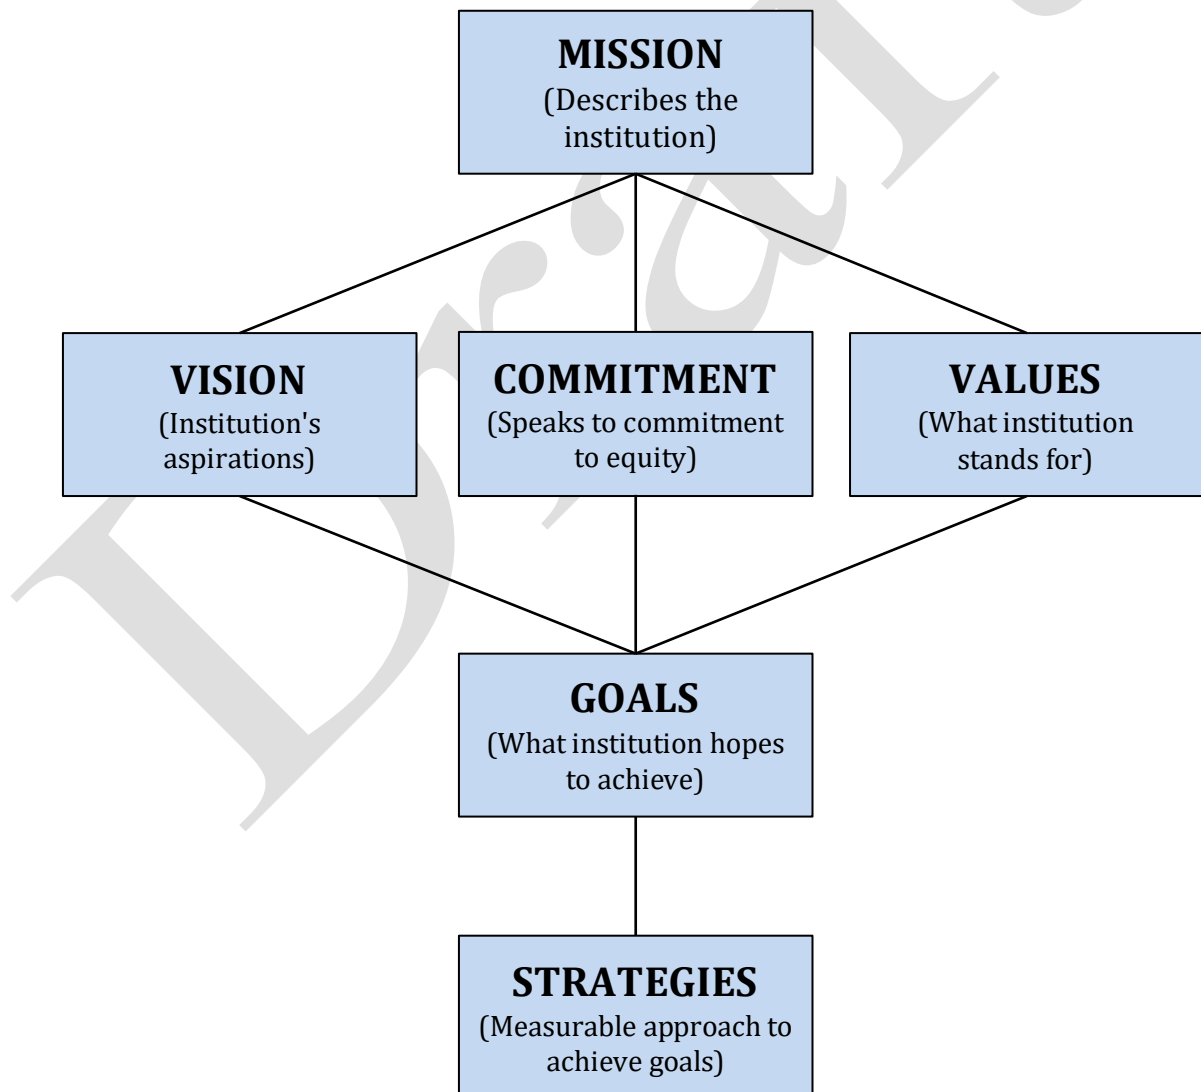 MISSION
(Describes the
institution)
VISION
(Institution's
aspirations)
COMMITMENT
(Speaks to commitment
to equity)
VALUES
(What institution
stands for)
GOALS
(What institution hopes
to achieve)
STRATEGIES
(Measurable approach to
achieve goals)